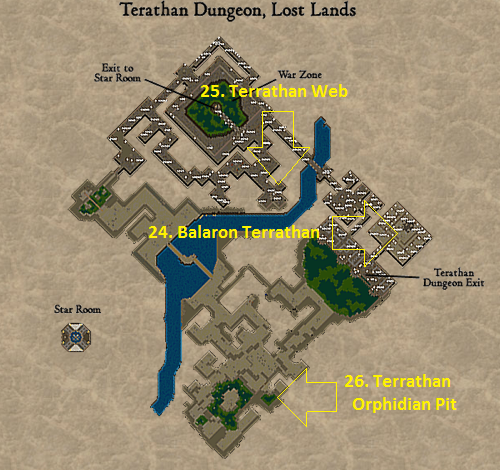 Terathan Dungeon, Lost Lands
Exit to
Star Room
War Zone
25. Terrathan Web
24. Balaron Terrathan
Terathan
Dungeon Exit
Star Room
26. Terrathan
Orphidian Pit